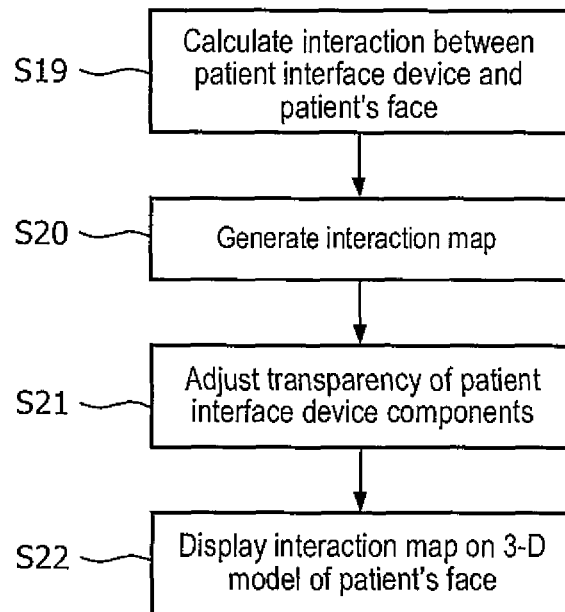 S19
Calculate interaction between
patient interface device and
patient's face
S20
Generate interaction map
S21
Adjust transparency of patient
interface device components
S22
Display interaction map on 3-D
model of patient's face